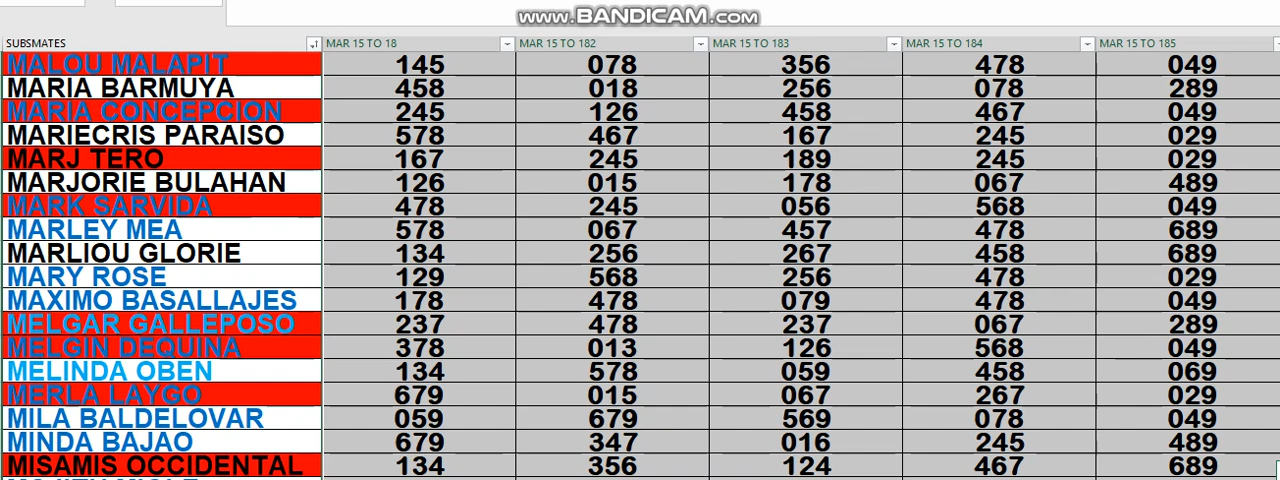 www.BANDICAM.com
SUBSMATES MAR 15 TO 18 MAR 15 TO 182 MAR 15 TO 183 MAR 15 TO 184 MAR 15 TO 185
MALOU MALAPIT 145 078 356 478 049
MARIA BARMUYA 458 018 256 078 289
MARIA CONCEPCION 245 126 458 467 049
MARIECRIS PARAISO 578 467 167 245 029
MARJ TERO 167 245 189 245 029
MARJORIE BULAHAN 126 015 178 067 489
MARK SARVIDA 478 245 056 568 049
MARLEY MEA 578 067 457 478 689
MARLIOU GLORIE 134 256 267 458 689
MARY ROSE 129 568 256 478 029
MAXIMO BASALLAJES 178 478 079 478 049
MELGAR GALLEPOSO 237 478 237 067 289
MELGIN DEQUINA 378 013 126 568 049
MELINDA OBEN 134 578 059 458 069
MERLA LAYGO 679 015 067 267 029
MILA BALDELOVAR 059 679 569 078 049
MINDA BAJAO 679 347 016 245 489
MISAMIS OCCIDENTAL 134 356 124 467 689